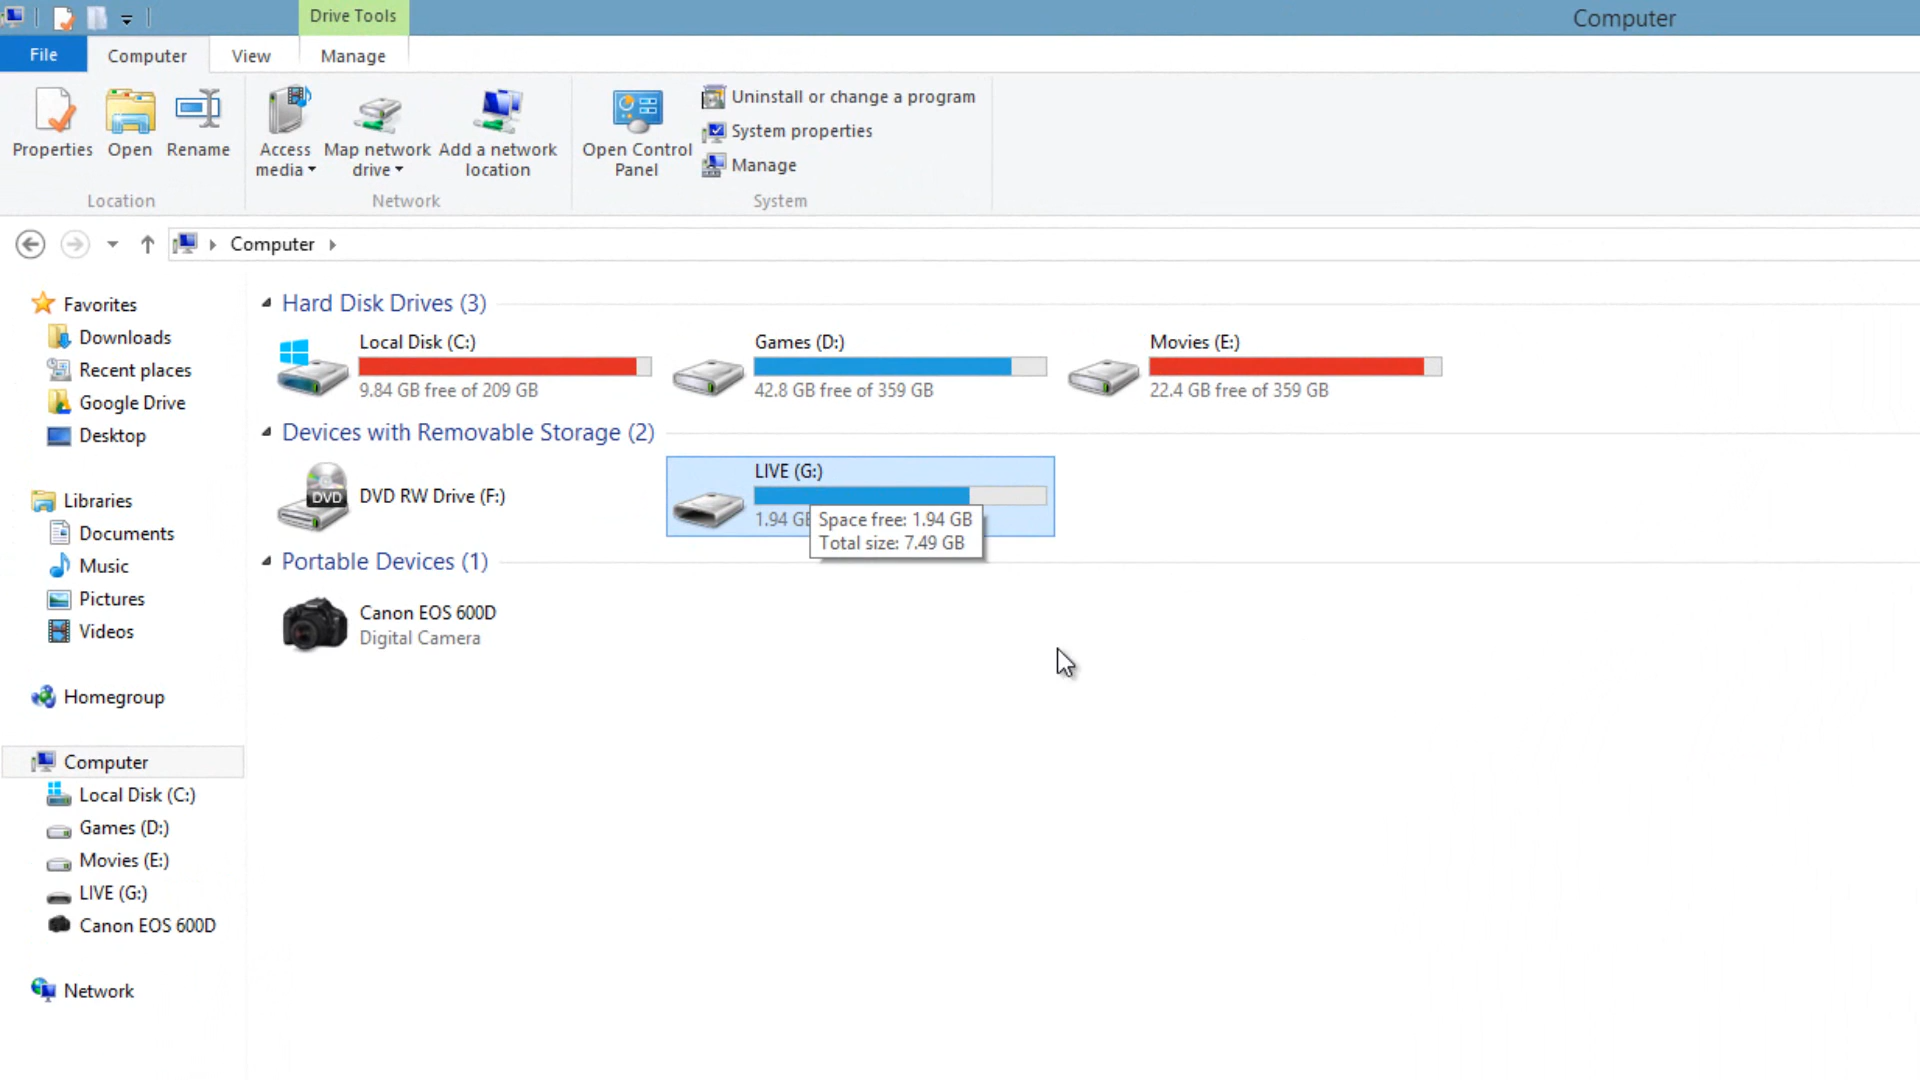 Drive Tools
Computer
File
Computer
View
Manage
Properties
Open
Rename
Access
media
Map network
drive
Add a network
location
Open Control
Panel
Uninstall or change a program
System properties
Manage
Location
Network
System
Computer
Favorites
Downloads
Recent places
Google Drive
Desktop
Libraries
Documents
Music
Pictures
Videos
Homegroup
Computer
Local Disk (C:)
Games (D:)
Movies (E:)
LIVE (G:)
Canon EOS 600D
Network
Hard Disk Drives (3)
Local Disk (C:)
9.84 GB free of 209 GB
Games (D:)
42.8 GB free of 359 GB
Movies (E:)
22.4 GB free of 359 GB
Devices with Removable Storage (2)
DVD
DVD RW Drive (F:)
LIVE (G:)
1.94 GB
Space free: 1.94 GB
Total size: 7.49 GB
Portable Devices (1)
Canon EOS 600D
Digital Camera